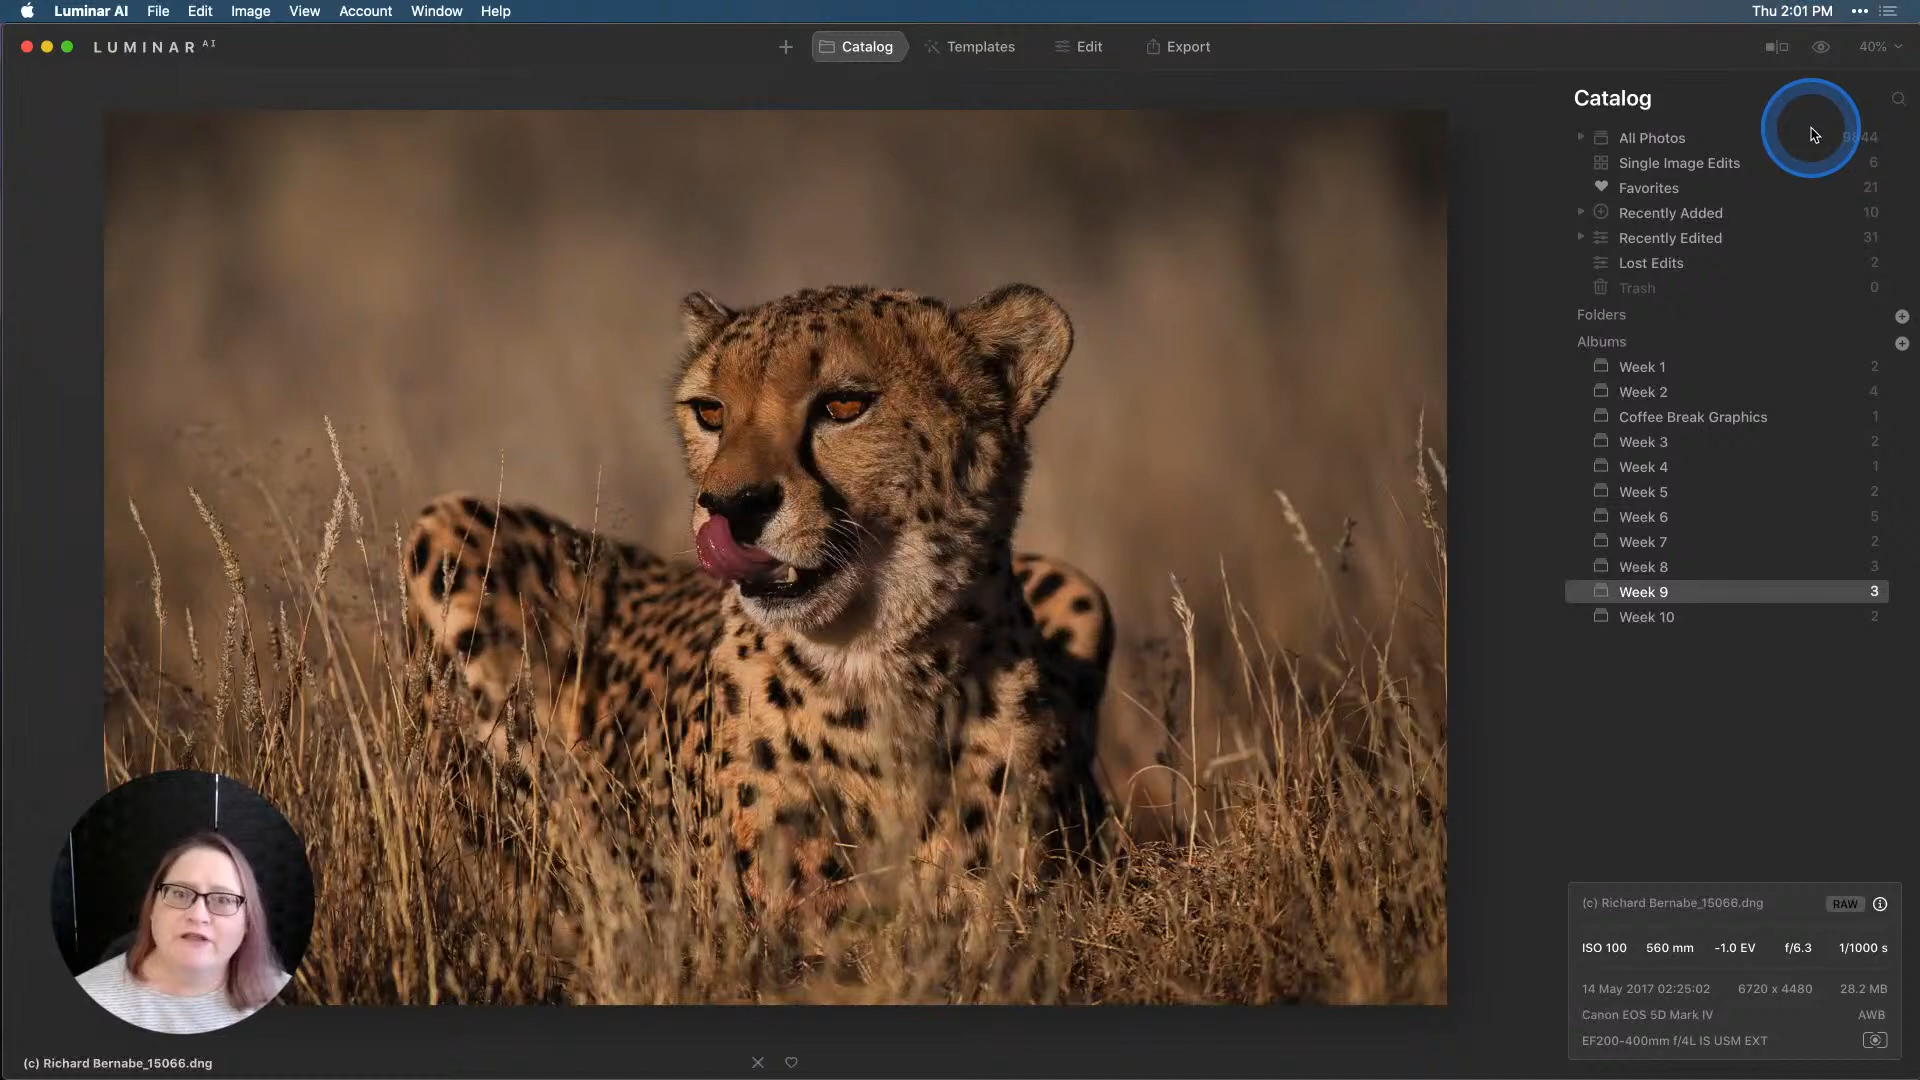 Luminar AI File Edit Image View Account Window Help Thu 2:01 PM
LUMINAR AI Catalog Templates Edit Export 40%
Catalog
All Photos 9844
Single Image Edits 6
Favorites 21
Recently Added 10
Recently Edited 31
Lost Edits 2
Trash 0
Folders
Albums
Week 1 2
Week 2 4
Coffee Break Graphics 1
Week 3 2
Week 4 1
Week 5 2
Week 6 5
Week 7 2
Week 8 3
Week 9 3
Week 10 2
(c) Richard Bernabe_15066.dng RAW
ISO 100 560 mm -1.0 EV f/6.3 1/1000 s
14 May 2017 02:25:02 6720 x 4480 28.2 MB
Canon EOS 5D Mark IV AWB
EF200-400mm f/4L IS USM EXT
(c) Richard Bernabe_15066.dng